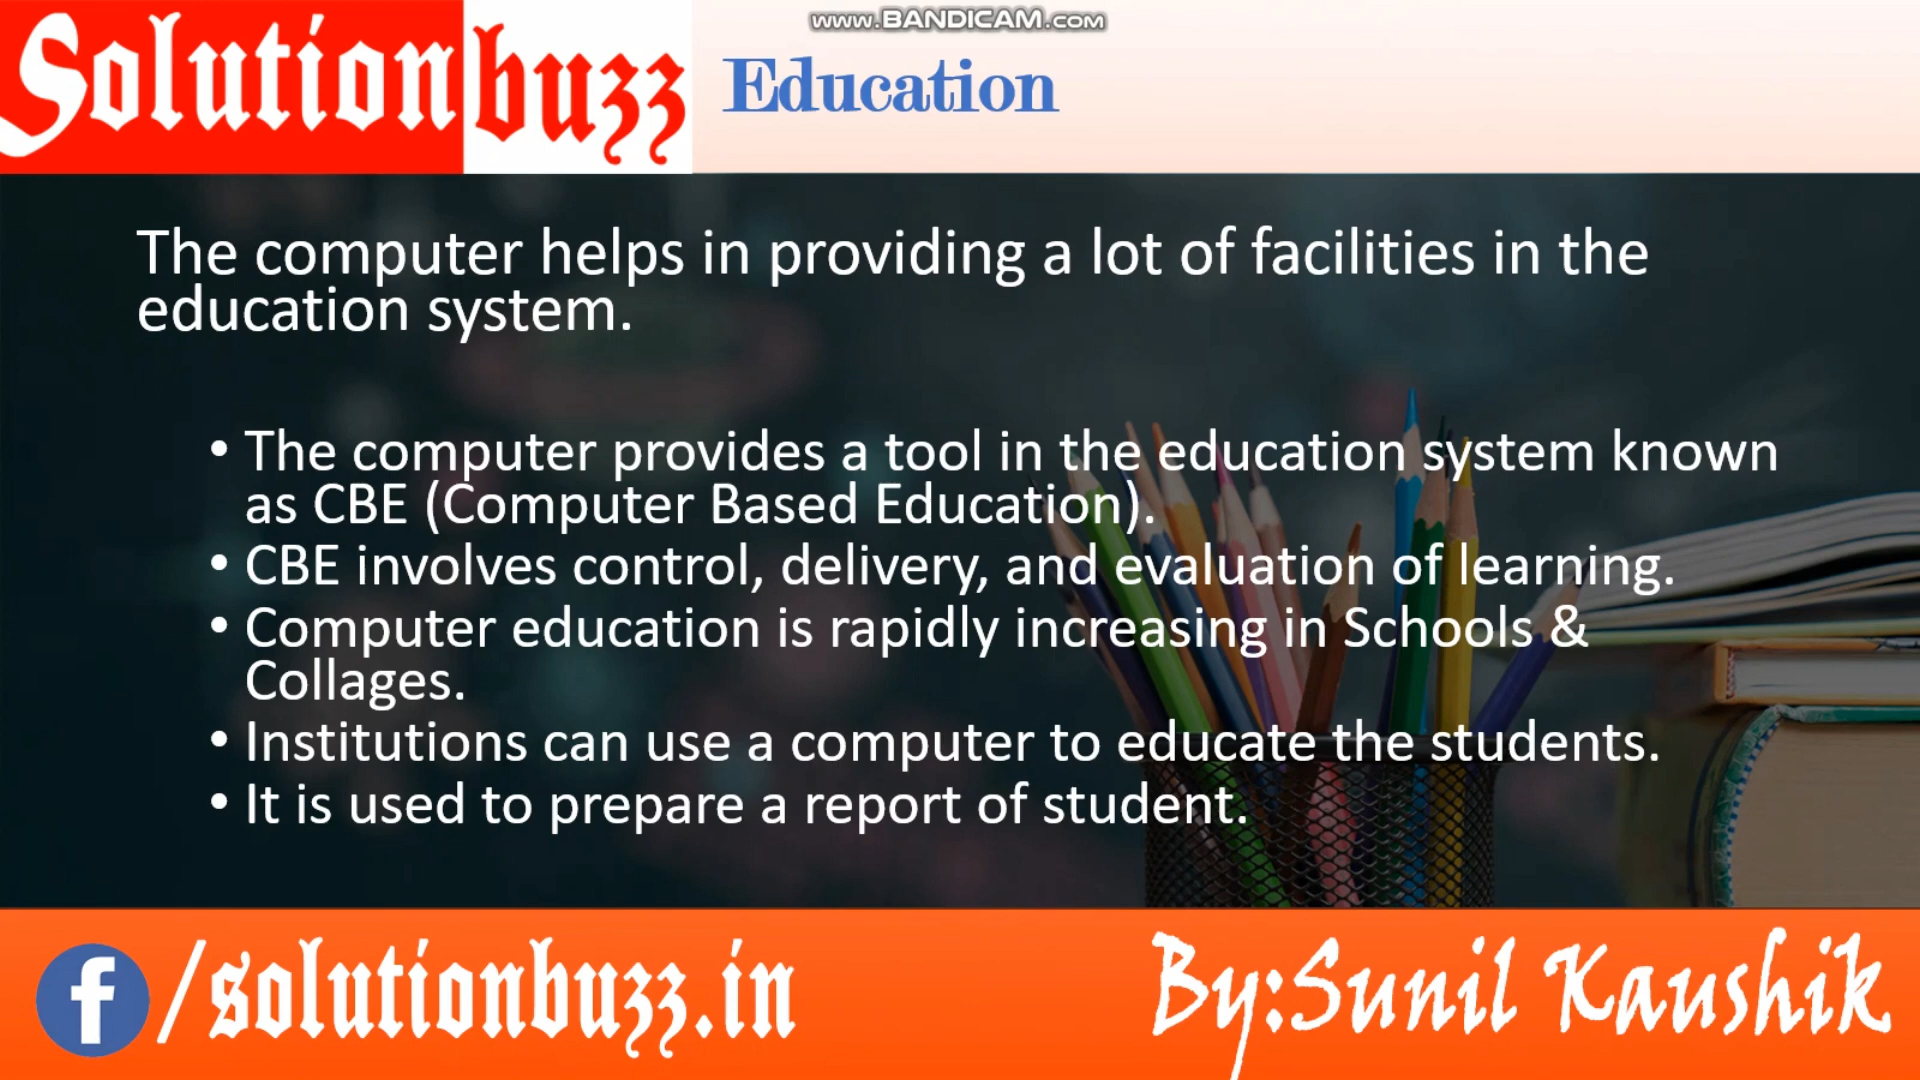 www.BANDICAM.com
Solutionbuzz
Education
The computer helps in providing a lot of facilities in the
education system.
• The computer provides a tool in the education system known
as CBE (Computer Based Education).
• CBE involves control, delivery, and evaluation of learning.
• Computer education is rapidly increasing in Schools &
Collages.
• Institutions can use a computer to educate the students.
• It is used to prepare a report of student.
f/solutionbuzz.in
By:Sunil Kaushik